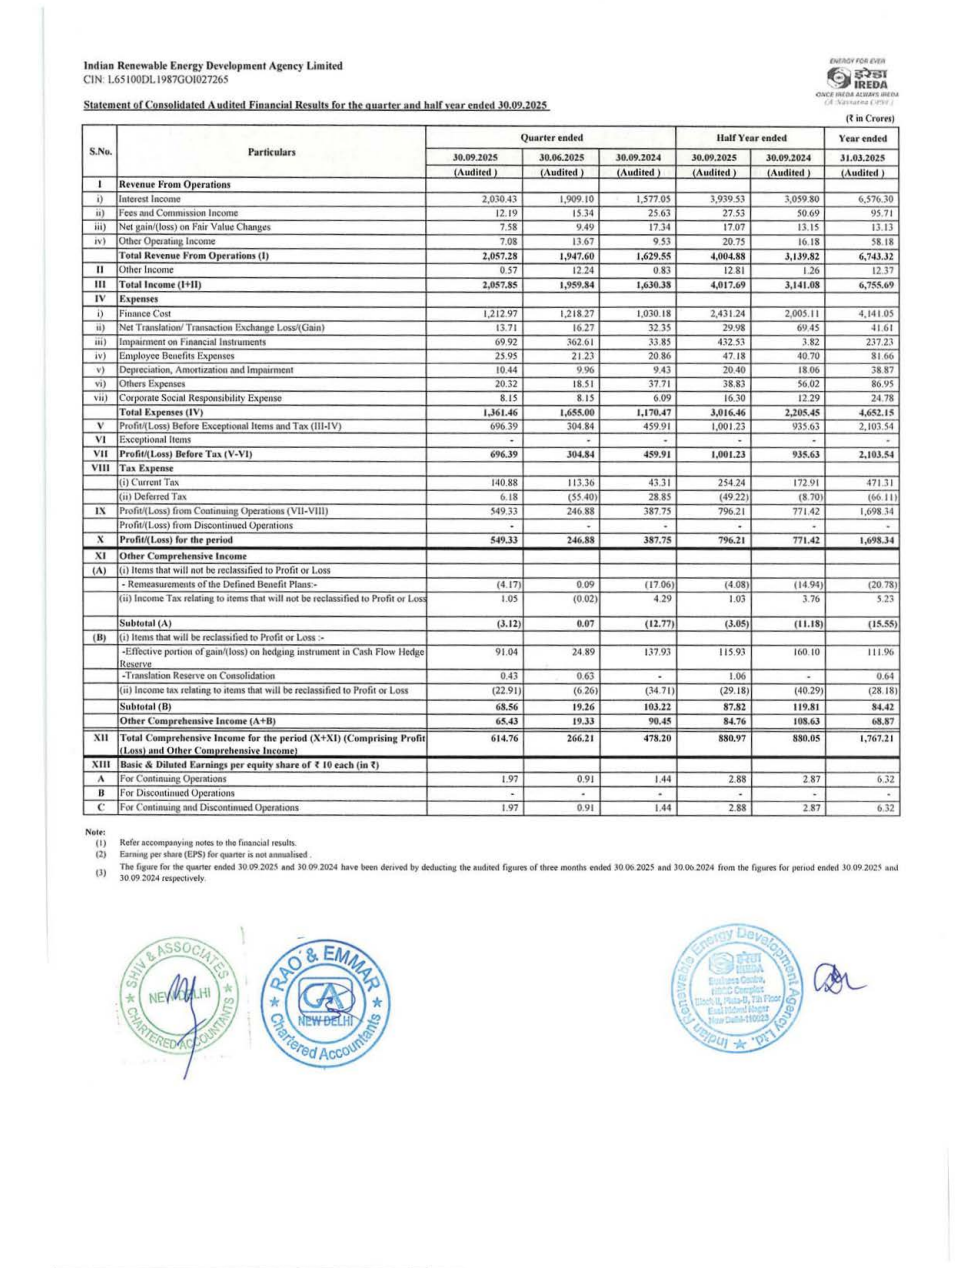 Indian Renewable Energy Development Agency Limited
CIN: L65100DL1987GOI027265
ENERGY FOR EVER
इरेडा
IREDA
ONCE IREDA ALWAYS IREDA
(A Navratna CPSE)
Statement of Consolidated Audited Financial Results for the quarter and half year ended 30.09.2025
(₹ in Crores)
S.No. Particulars Quarter ended Half Year ended Year ended
30.09.2025 30.06.2025 30.09.2024 30.09.2025 30.09.2024 31.03.2025
(Audited ) (Audited ) (Audited ) (Audited ) (Audited ) (Audited )
I Revenue From Operations
i) Interest Income 2,030.43 1,909.10 1,577.05 3,939.53 3,059.80 6,576.30
ii) Fees and Commission Income 12.19 15.34 25.63 27.53 50.69 95.71
iii) Net gain/(loss) on Fair Value Changes 7.58 9.49 17.34 17.07 13.15 13.13
iv) Other Operating Income 7.08 13.67 9.53 20.75 16.18 58.18
Total Revenue From Operations (I) 2,057.28 1,947.60 1,629.55 4,004.88 3,139.82 6,743.32
II Other Income 0.57 12.24 0.83 12.81 1.26 12.37
III Total Income (I+II) 2,057.85 1,959.84 1,630.38 4,017.69 3,141.08 6,755.69
IV Expenses
i) Finance Cost 1,212.97 1,218.27 1,030.18 2,431.24 2,005.11 4,141.05
ii) Net Translation/ Transaction Exchange Loss/(Gain) 13.71 16.27 32.35 29.98 69.45 41.61
iii) Impairment on Financial Instruments 69.92 362.61 33.85 432.53 3.82 237.23
iv) Employee Benefits Expenses 25.95 21.23 20.86 47.18 40.70 81.66
v) Depreciation, Amortization and Impairment 10.44 9.96 9.43 20.40 18.06 38.87
vi) Others Expenses 20.32 18.51 37.71 38.83 56.02 86.95
vii) Corporate Social Responsibility Expense 8.15 8.15 6.09 16.30 12.29 24.78
Total Expenses (IV) 1,361.46 1,655.00 1,170.47 3,016.46 2,205.45 4,652.15
V Profit/(Loss) Before Exceptional Items and Tax (III-IV) 696.39 304.84 459.91 1,001.23 935.63 2,103.54
VI Exceptional Items - - - - - -
VII Profit/(Loss) Before Tax (V-VI) 696.39 304.84 459.91 1,001.23 935.63 2,103.54
VIII Tax Expense
(i) Current Tax 140.88 113.36 43.31 254.24 172.91 471.31
(ii) Deferred Tax 6.18 (55.40) 28.85 (49.22) (8.70) (66.11)
IX Profit/(Loss) from Continuing Operations (VII-VIII) 549.33 246.88 387.75 796.21 771.42 1,698.34
Profit/(Loss) from Discontinued Operations - - - - - -
X Profit/(Loss) for the period 549.33 246.88 387.75 796.21 771.42 1,698.34
XI Other Comprehensive Income
(A) (i) Items that will not be reclassified to Profit or Loss
- Remeasurements of the Defined Benefit Plans:- (4.17) 0.09 (17.06) (4.08) (14.94) (20.78)
(ii) Income Tax relating to items that will not be reclassified to Profit or Loss 1.05 (0.02) 4.29 1.03 3.76 5.23
Subtotal (A) (3.12) 0.07 (12.77) (3.05) (11.18) (15.55)
(B) (i) Items that will be reclassified to Profit or Loss :-
-Effective portion of gain/(loss) on hedging instrument in Cash Flow Hedge 91.04 24.89 137.93 115.93 160.10 111.96
Reserve
-Translation Reserve on Consolidation 0.43 0.63 - 1.06 - 0.64
(ii) Income tax relating to items that will be reclassified to Profit or Loss (22.91) (6.26) (34.71) (29.18) (40.29) (28.18)
Subtotal (B) 68.56 19.26 103.22 87.82 119.81 84.42
Other Comprehensive Income (A+B) 65.43 19.33 90.45 84.76 108.63 68.87
XII Total Comprehensive Income for the period (X+XI) (Comprising Profit 614.76 266.21 478.20 880.97 880.05 1,767.21
(Loss) and Other Comprehensive Income)
XIII Basic & Diluted Earnings per equity share of ₹ 10 each (in ₹)
A For Continuing Operations 1.97 0.91 1.44 2.88 2.87 6.32
B For Discontinued Operations - - - - - -
C For Continuing and Discontinued Operations 1.97 0.91 1.44 2.88 2.87 6.32
Note:
(1) Refer accompanying notes to the financial results.
(2) Earning per share (EPS) for quarter is not annualised .
(3) The figure for the quarter ended 30.09.2025 and 30.09.2024 have been derived by deducting the audited figures of three months ended 30.06.2025 and 30.06.2024 from the figures for period ended 30.09.2025 and
30.09.2024 respectively.
SHIV & ASSOCIATES
NEW DELHI
CHARTERED ACCOUNTANTS
RAO & EMMAR
CA
NEW DELHI
Chartered Accountants
Indian Renewable Energy Development Agency Ltd.
इरेडा
IREDA
Business Centre,
NBCC Complex
Block II, Plate-B, 7th Floor
East Kidwai Nagar
New Delhi-110023